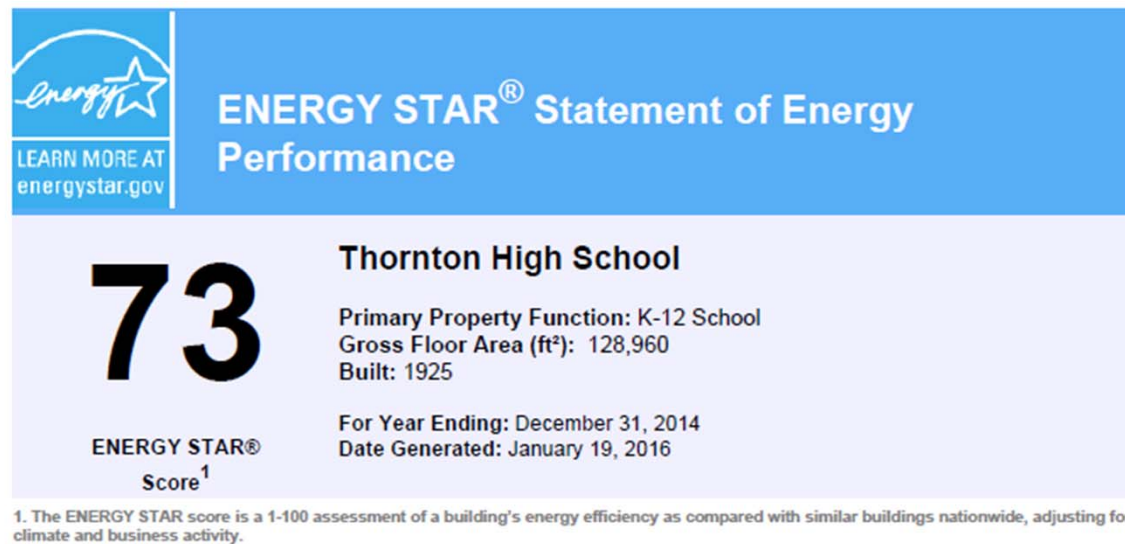 energy
LEARN MORE AT
energystar.gov
ENERGY STAR® Statement of Energy
Performance
73
ENERGY STAR®
Score¹
Thornton High School
Primary Property Function: K-12 School
Gross Floor Area (ft²): 128,960
Built: 1925
For Year Ending: December 31, 2014
Date Generated: January 19, 2016
1. The ENERGY STAR score is a 1-100 assessment of a building's energy efficiency as compared with similar buildings nationwide, adjusting fo
climate and business activity.